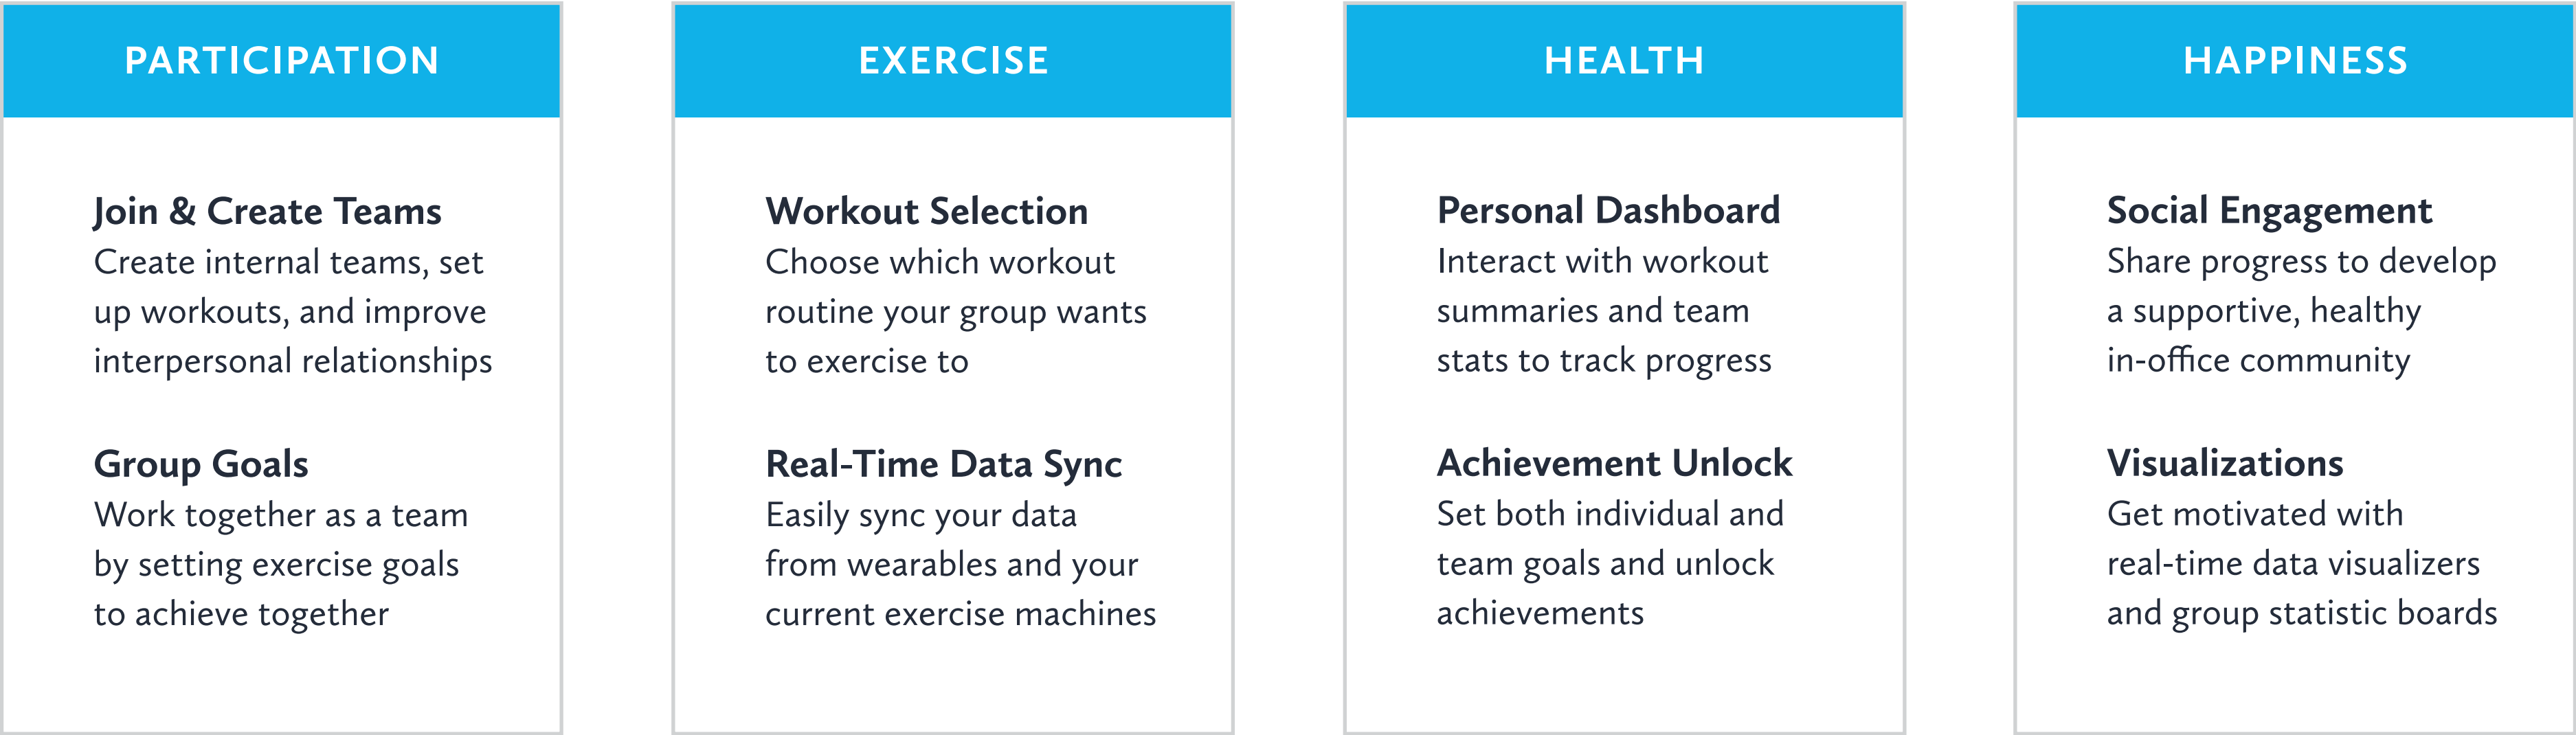 PARTICIPATION
Join & Create Teams
Create internal teams, set
up workouts, and improve
interpersonal relationships
Group Goals
Work together as a team
by setting exercise goals
to achieve together
EXERCISE
Workout Selection
Choose which workout
routine your group wants
to exercise to
Real-Time Data Sync
Easily sync your data
from wearables and your
current exercise machines
HEALTH
Personal Dashboard
Interact with workout
summaries and team
stats to track progress
Achievement Unlock
Set both individual and
team goals and unlock
achievements
HAPPINESS
Social Engagement
Share progress to develop
a supportive, healthy
in-office community
Visualizations
Get motivated with
real-time data visualizers
and group statistic boards